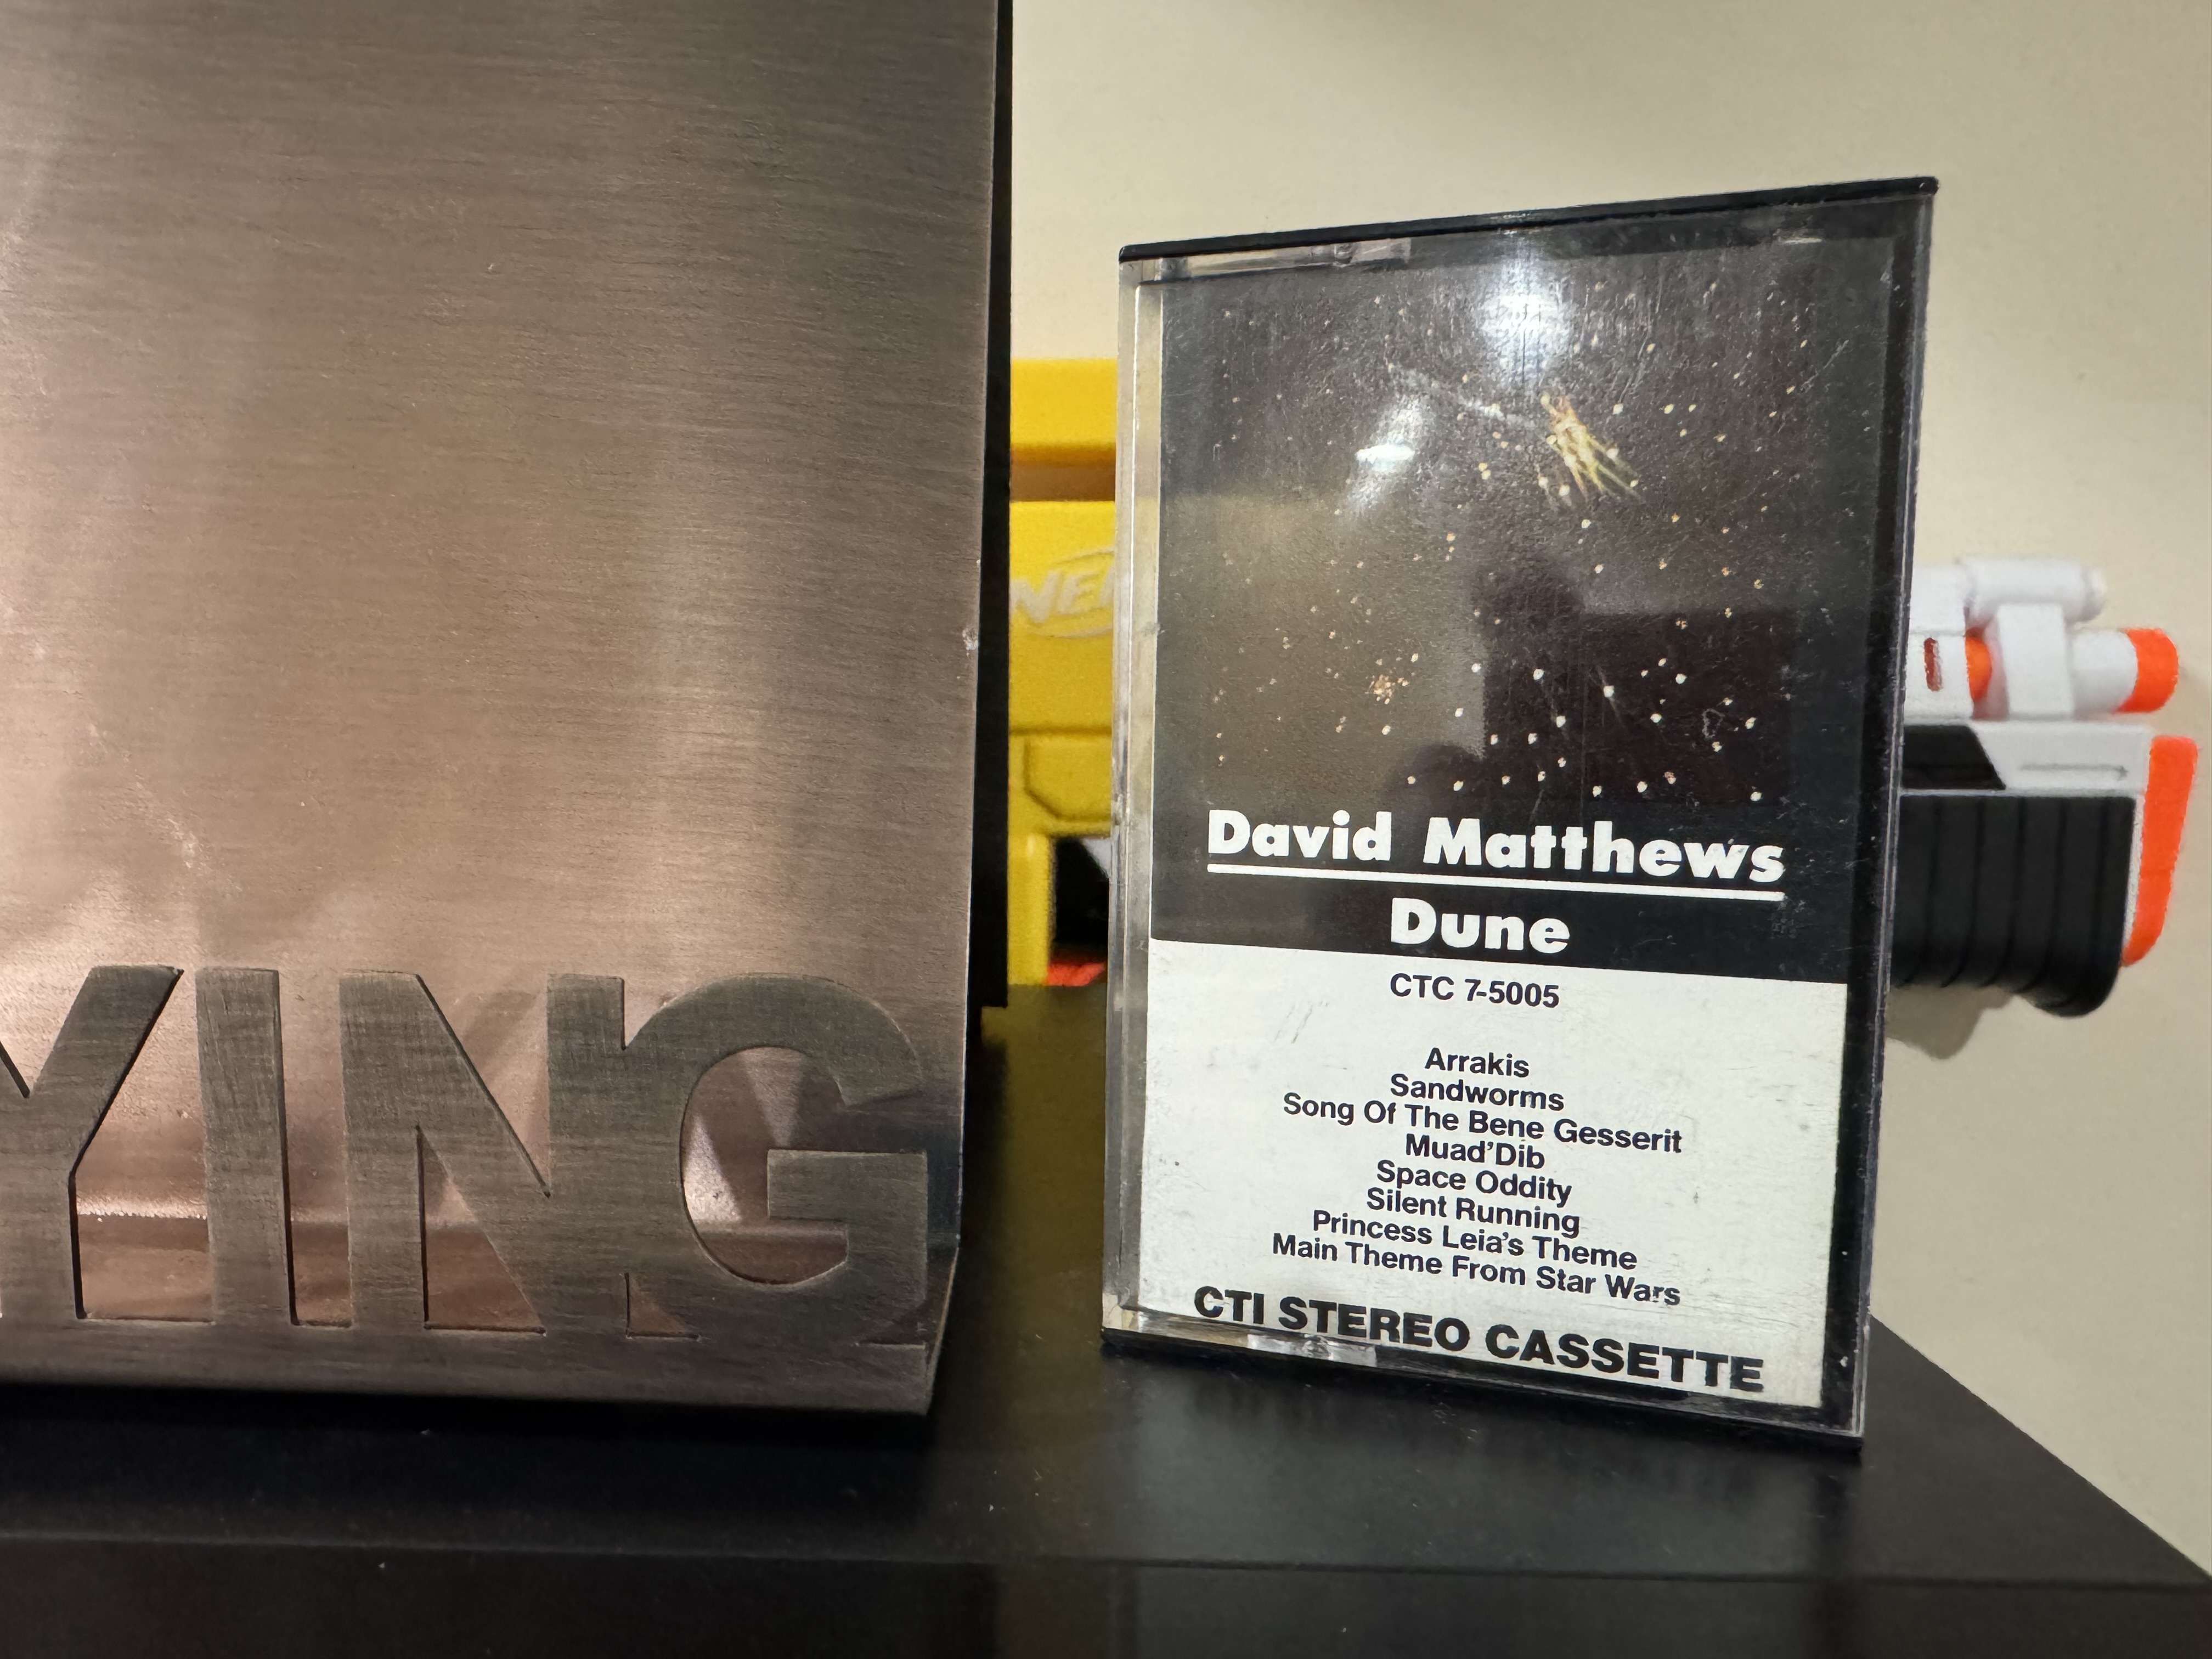 YING
NERF
David Matthews
Dune
CTC 7-5005
Arrakis
Sandworms
Song Of The Bene Gesserit
Muad'Dib
Space Oddity
Silent Running
Princess Leia's Theme
Main Theme From Star Wars
CTI STEREO CASSETTE